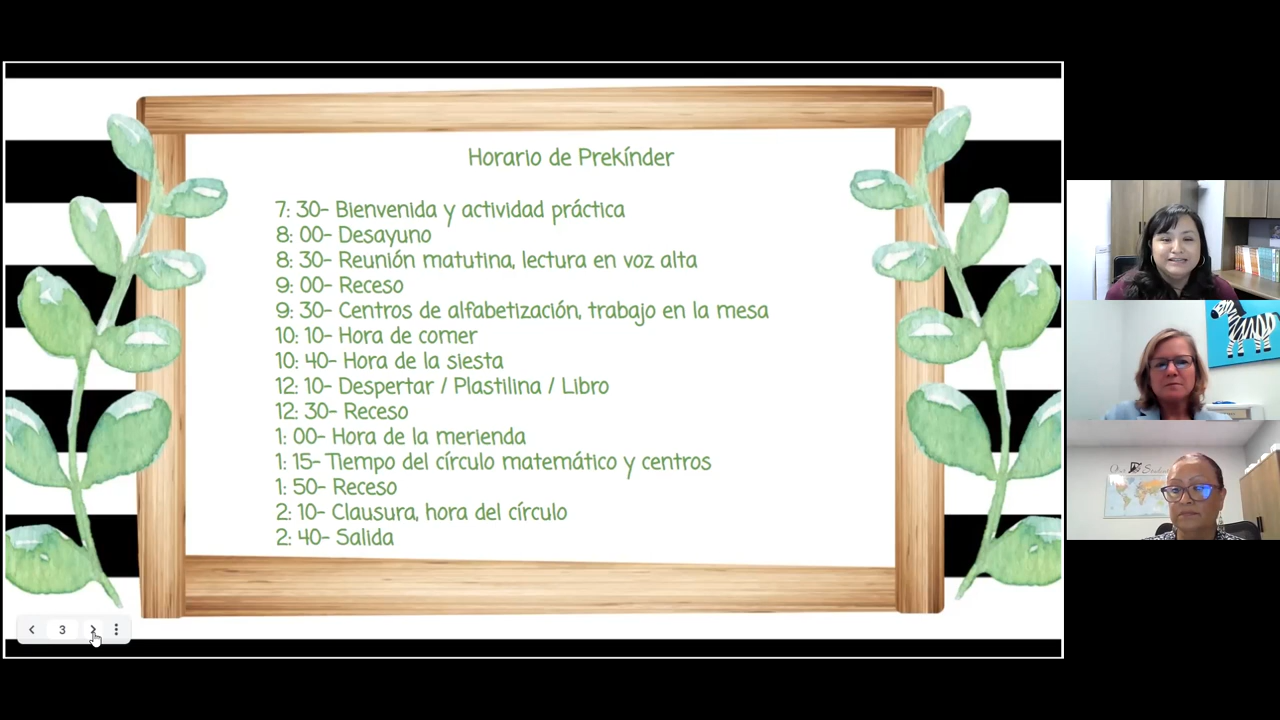 Horario de Prekínder
7: 30- Bienvenida y actividad práctica
8: 00- Desayuno
8: 30- Reunión matutina, lectura en voz alta
9: 00- Receso
9: 30- Centros de alfabetización, trabajo en la mesa
10: 10- Hora de comer
10: 40- Hora de la siesta
12: 10- Despertar / Plastilina / Libro
12: 30- Receso
1: 00- Hora de la merienda
1: 15- Tiempo del círculo matemático y centros
1: 50- Receso
2: 10- Clausura, hora del círculo
2: 40- Salida
3